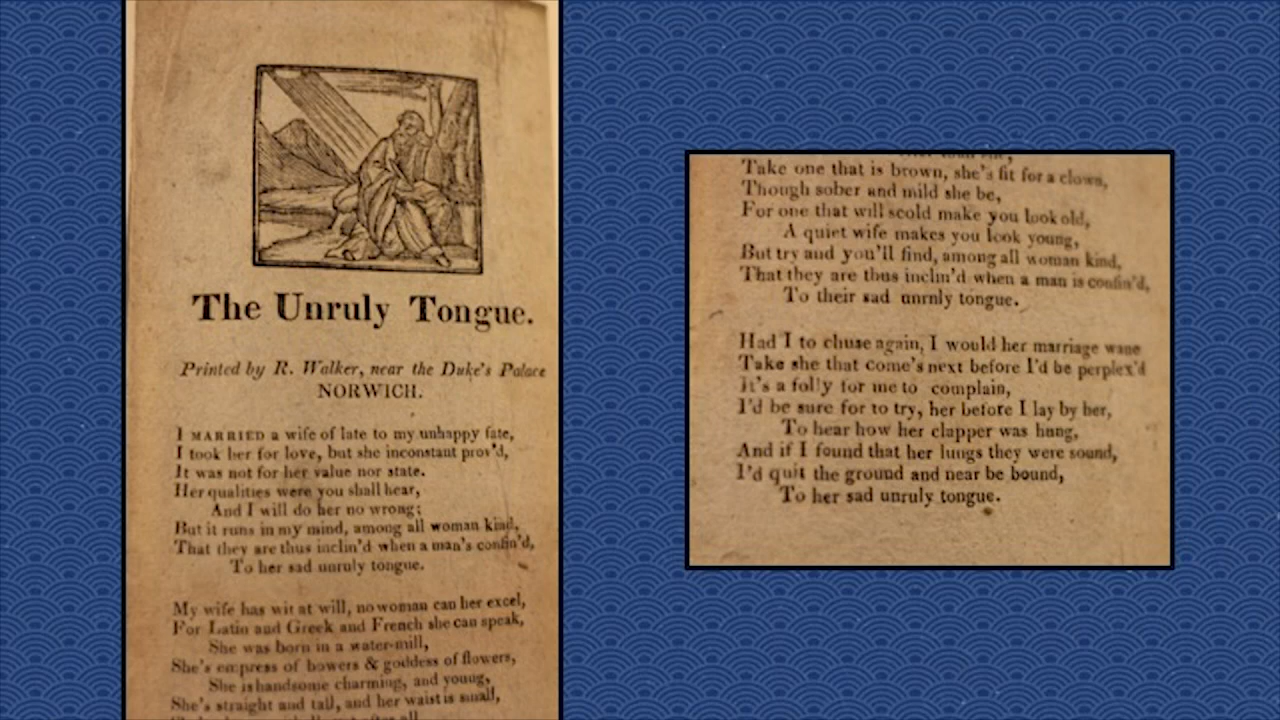 The Unruly Tongue.
Printed by R. Walker, near the Duke's Palace
NORWICH.
I MARRIED a wife of late to my unhappy fate,
I took her for love, but she inconstant prov'd,
It was not for her value nor state.
Her qualities were you shall hear,
And I will do her no wrong;
But it runs in my mind, among all woman kind,
That they are thus inclin'd when a man's confin'd,
To her sad unruly tongue.
My wife has wit at will, no woman can her excel,
For Latin and Greek and French she can speak,
She was born in a water-mill,
She's empress of bowers & goddess of flowers,
She is handsome charming, and young,
She's straight and tall, and her waist is small,
Take one that is brown, she's fit for a clown,
Though sober and mild she be,
For one that will scold make you look old,
A quiet wife makes you look young,
But try and you'll find, among all woman kind,
That they are thus inclin'd when a man is confin'd,
To their sad unrnly tongue.
Had I to chuse again, I would her marriage wane
Take she that come's next before I'd be perplex'd
It's a folly for me to complain,
I'd be sure for to try, her before I lay by her,
To hear how her clapper was hung,
And if I found that her lungs they were sound,
I'd quit the ground and near be bound,
To her sad unruly tongue.